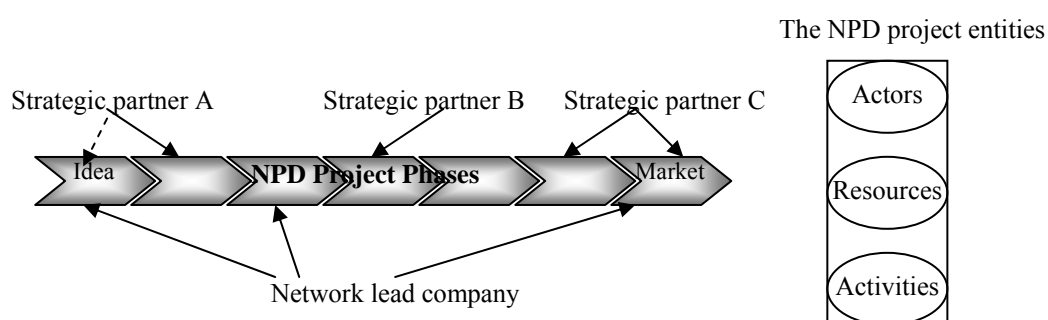 The NPD project entities
Strategic partner A
Strategic partner B
Strategic partner C
Actors
Idea
NPD Project Phases
Market
Resources
Activities
Network lead company